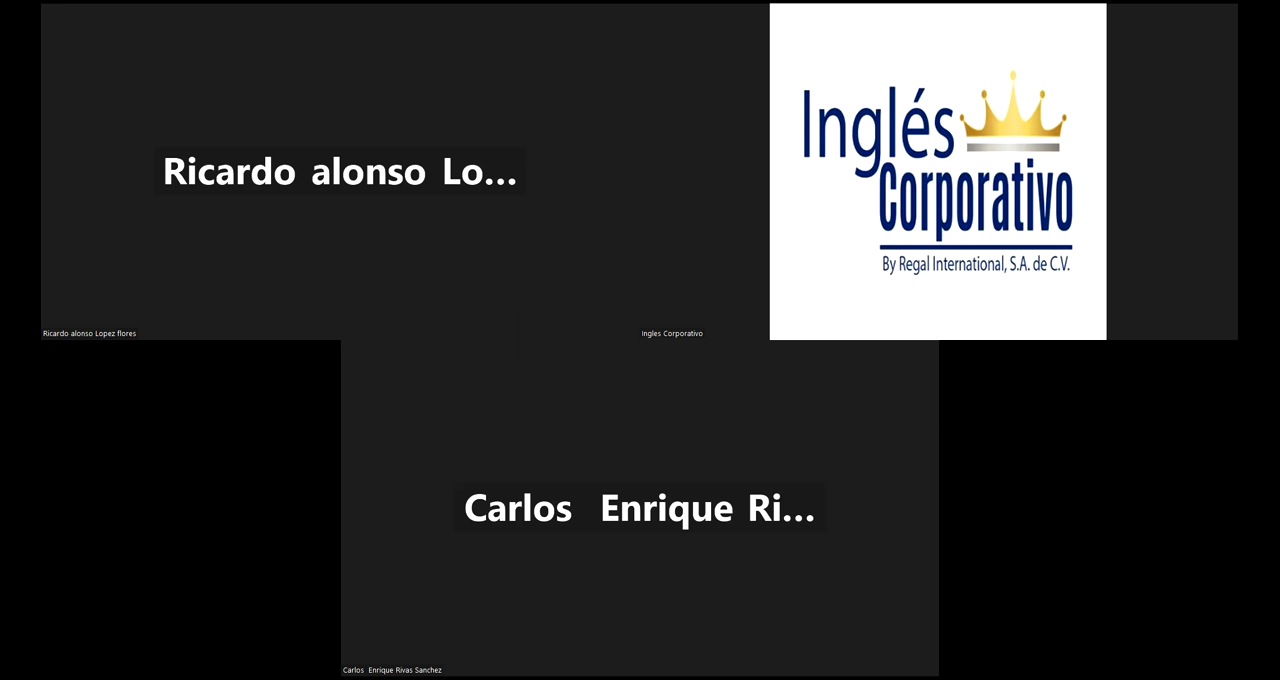 Ricardo alonso Lo...
Ricardo alonso Lopez flores
Inglés
Corporativo
By Regal International, S.A. de C.V.
Ingles Corporativo
Carlos  Enrique Ri...
Carlos  Enrique Rivas Sanchez